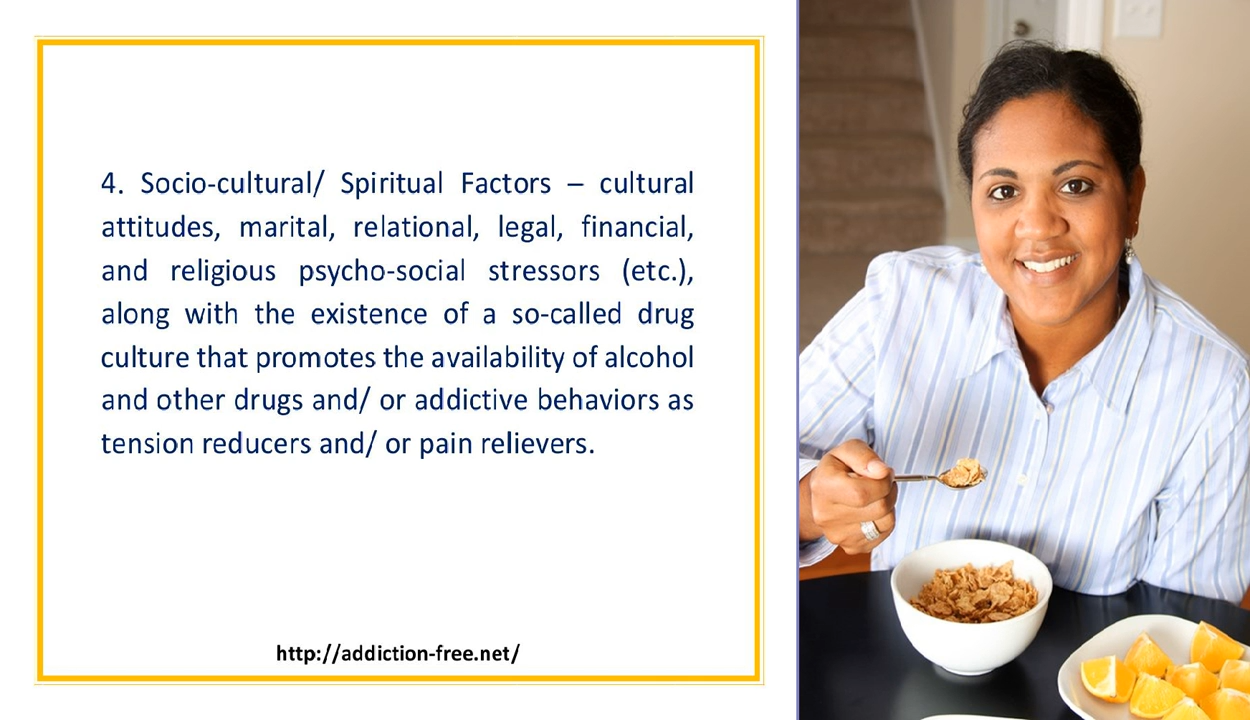 4. Socio-cultural/ Spiritual Factors – cultural
attitudes, marital, relational, legal, financial,
and religious psycho-social stressors (etc.),
along with the existence of a so-called drug
culture that promotes the availability of alcohol
and other drugs and/ or addictive behaviors as
tension reducers and/ or pain relievers.
http://addiction-free.net/